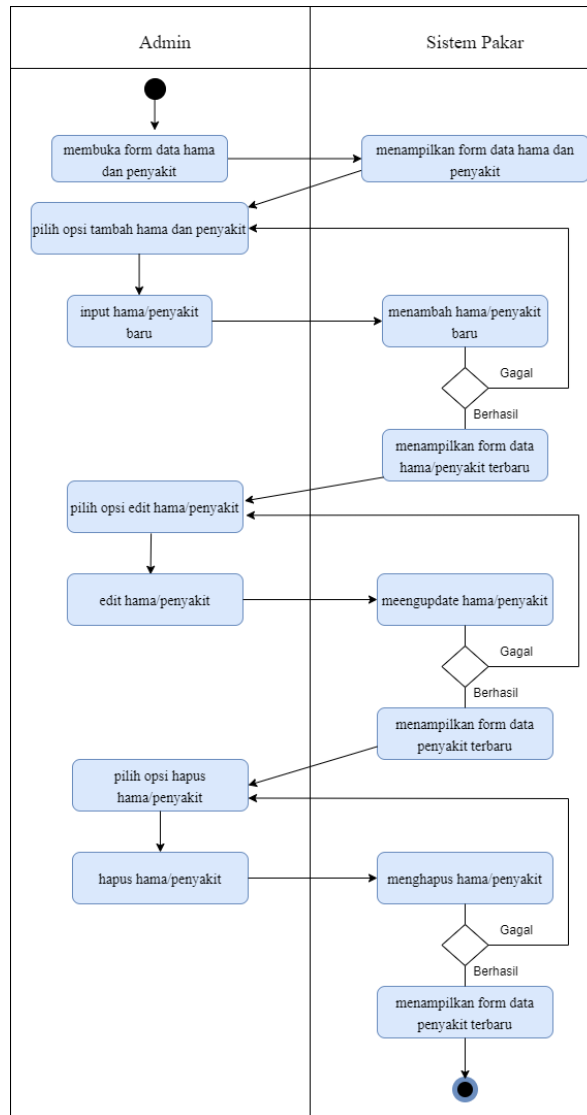 Admin
Sistem Pakar
membuka form data hama
dan penyakit
menampilkan form data hama dan
penyakit
pilih opsi tambah hama dan penyakit
input hama/penyakit
baru
menambah hama/penyakit
baru
Gagal
Berhasil
menampilkan form data
hama/penyakit terbaru
pilih opsi edit hama/penyakit
edit hama/penyakit
meengupdate hama/penyakit
Gagal
Berhasil
menampilkan form data
penyakit terbaru
pilih opsi hapus
hama/penyakit
hapus hama/penyakit
menghapus hama/penyakit
Gagal
Berhasil
menampilkan form data
penyakit terbaru